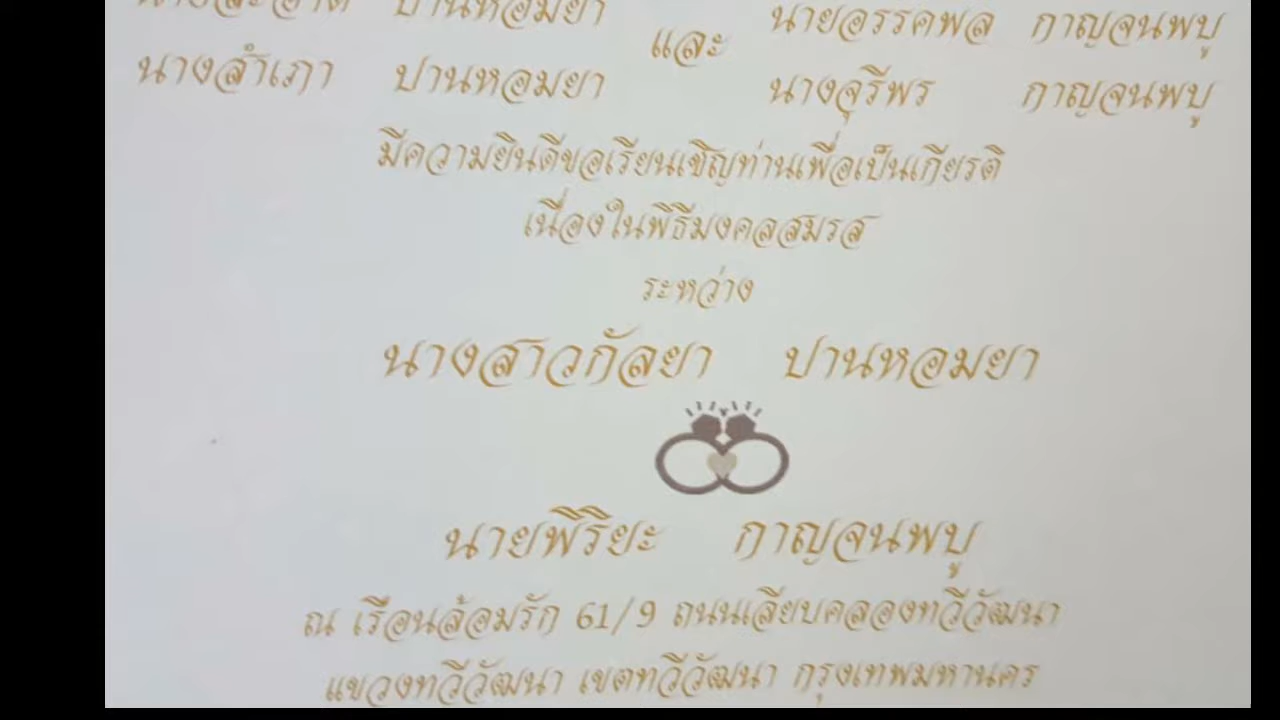 ปานหอมยา นายอรรคพล กาญจนพบู
และ
นางลำเภา ปานหอมยา นางจุรีพร กาญจนพบู
มีความยินดีขอเรียนเชิญท่านเพื่อเป็นเกียรติ
เนื่องในพิธีมงคลสมรส
ระหว่าง
นางสาวกัลยา ปานหอมยา
นายพีริยะ กาญจนพบู
ณ เรือนล้อมรัก 61/9 ถนนเลียบคลองทวีวัฒนา
แขวงทวีวัฒนา เขตทวีวัฒนา กรุงเทพมหานคร